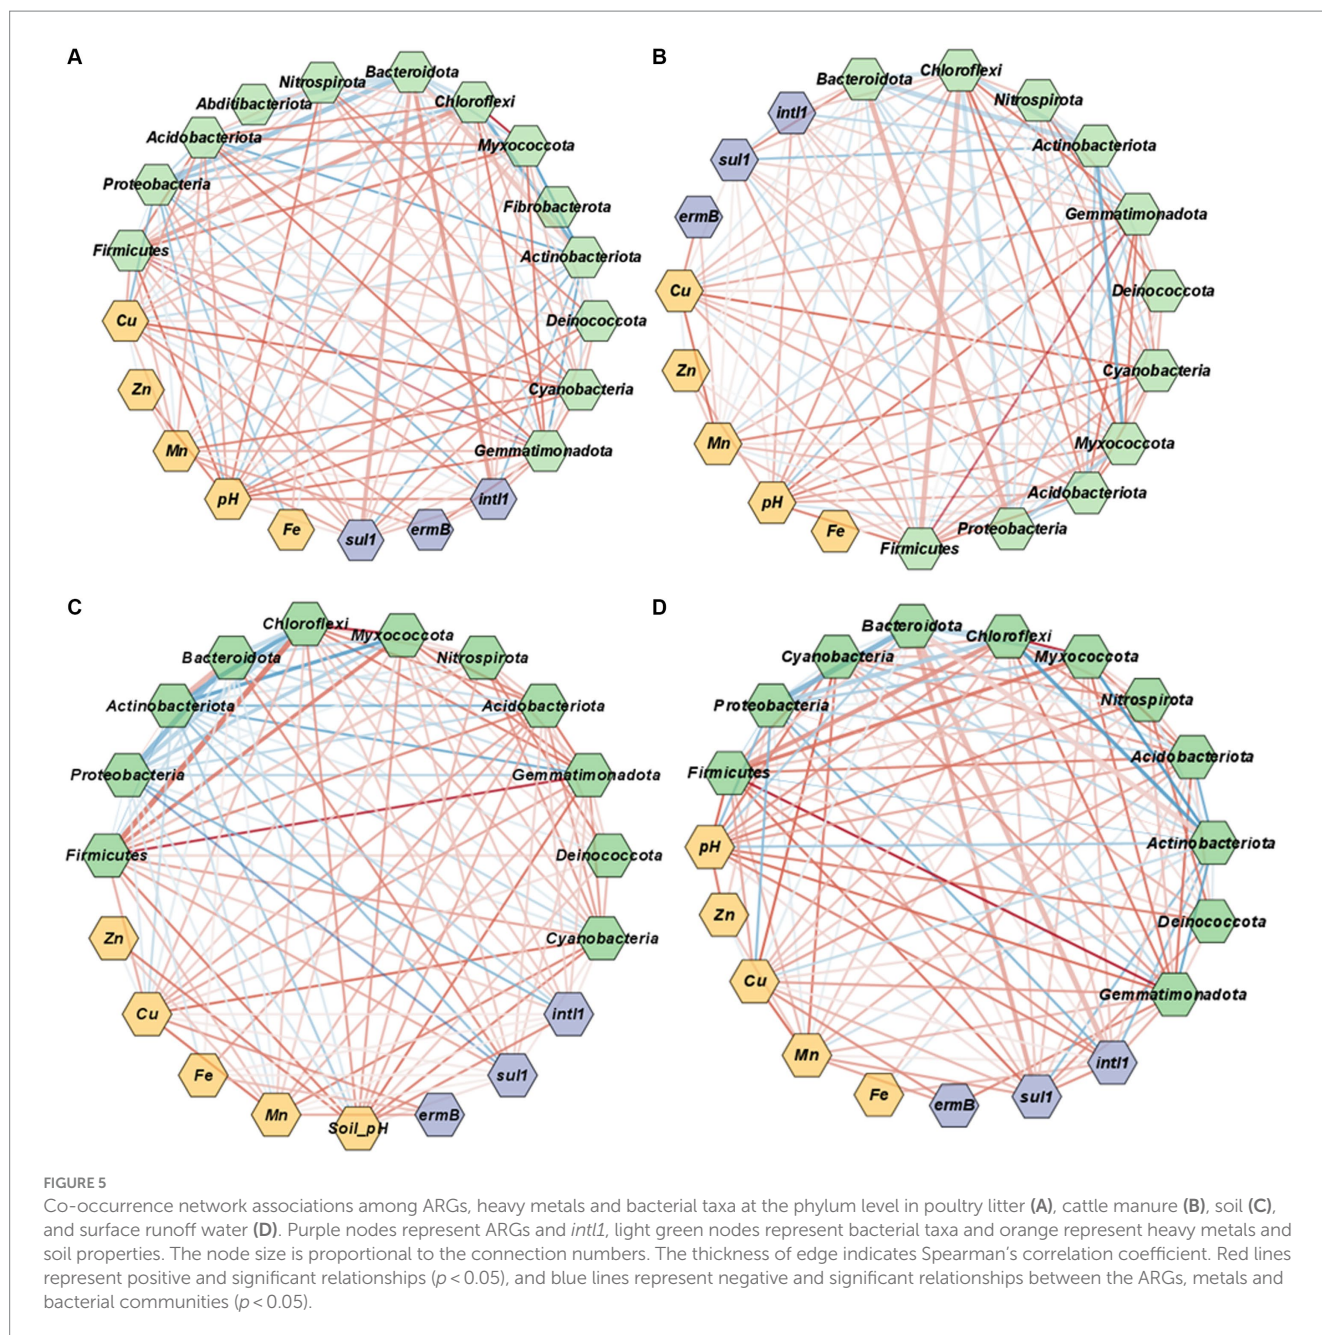 A
Bacteroidota
Nitrospirota
Chloroflexi
Abditibacteriota
Acidobacteriota
Myxococcota
Proteobacteria
Fibrobacterota
Firmicutes
Actinobacteriota
Cu
Deinococcota
Zn
Cyanobacteria
Mn
Gemmatimonadota
pH
intl1
Fe
sul1
ermB
B
Chloroflexi
Bacteroidota
Nitrospirota
intl1
Actinobacteriota
sul1
ermB
Gemmatimonadota
Cu
Deinococcota
Zn
Cyanobacteria
Mn
Myxococcota
pH
Acidobacteriota
Fe
Proteobacteria
Firmicutes
C
Chloroflexi
Myxococcota
Bacteroidota
Nitrospirota
Actinobacteriota
Acidobacteriota
Proteobacteria
Gemmatimonadota
Firmicutes
Deinococcota
Zn
Cyanobacteria
Cu
intl1
Fe
sul1
Mn
ermB
Soil_pH
D
Bacteroidota
Chloroflexi
Cyanobacteria
Myxococcota
Proteobacteria
Nitrospirota
Firmicutes
Acidobacteriota
pH
Actinobacteriota
Zn
Deinococcota
Cu
Gemmatimonadota
Mn
intl1
Fe
ermB
sul1
FIGURE 5
Co-occurrence network associations among ARGs, heavy metals and bacterial taxa at the phylum level in poultry litter (A), cattle manure (B), soil (C),
and surface runoff water (D). Purple nodes represent ARGs and intl1, light green nodes represent bacterial taxa and orange represent heavy metals and
soil properties. The node size is proportional to the connection numbers. The thickness of edge indicates Spearman's correlation coefficient. Red lines
represent positive and significant relationships (p < 0.05), and blue lines represent negative and significant relationships between the ARGs, metals and
bacterial communities (p < 0.05).